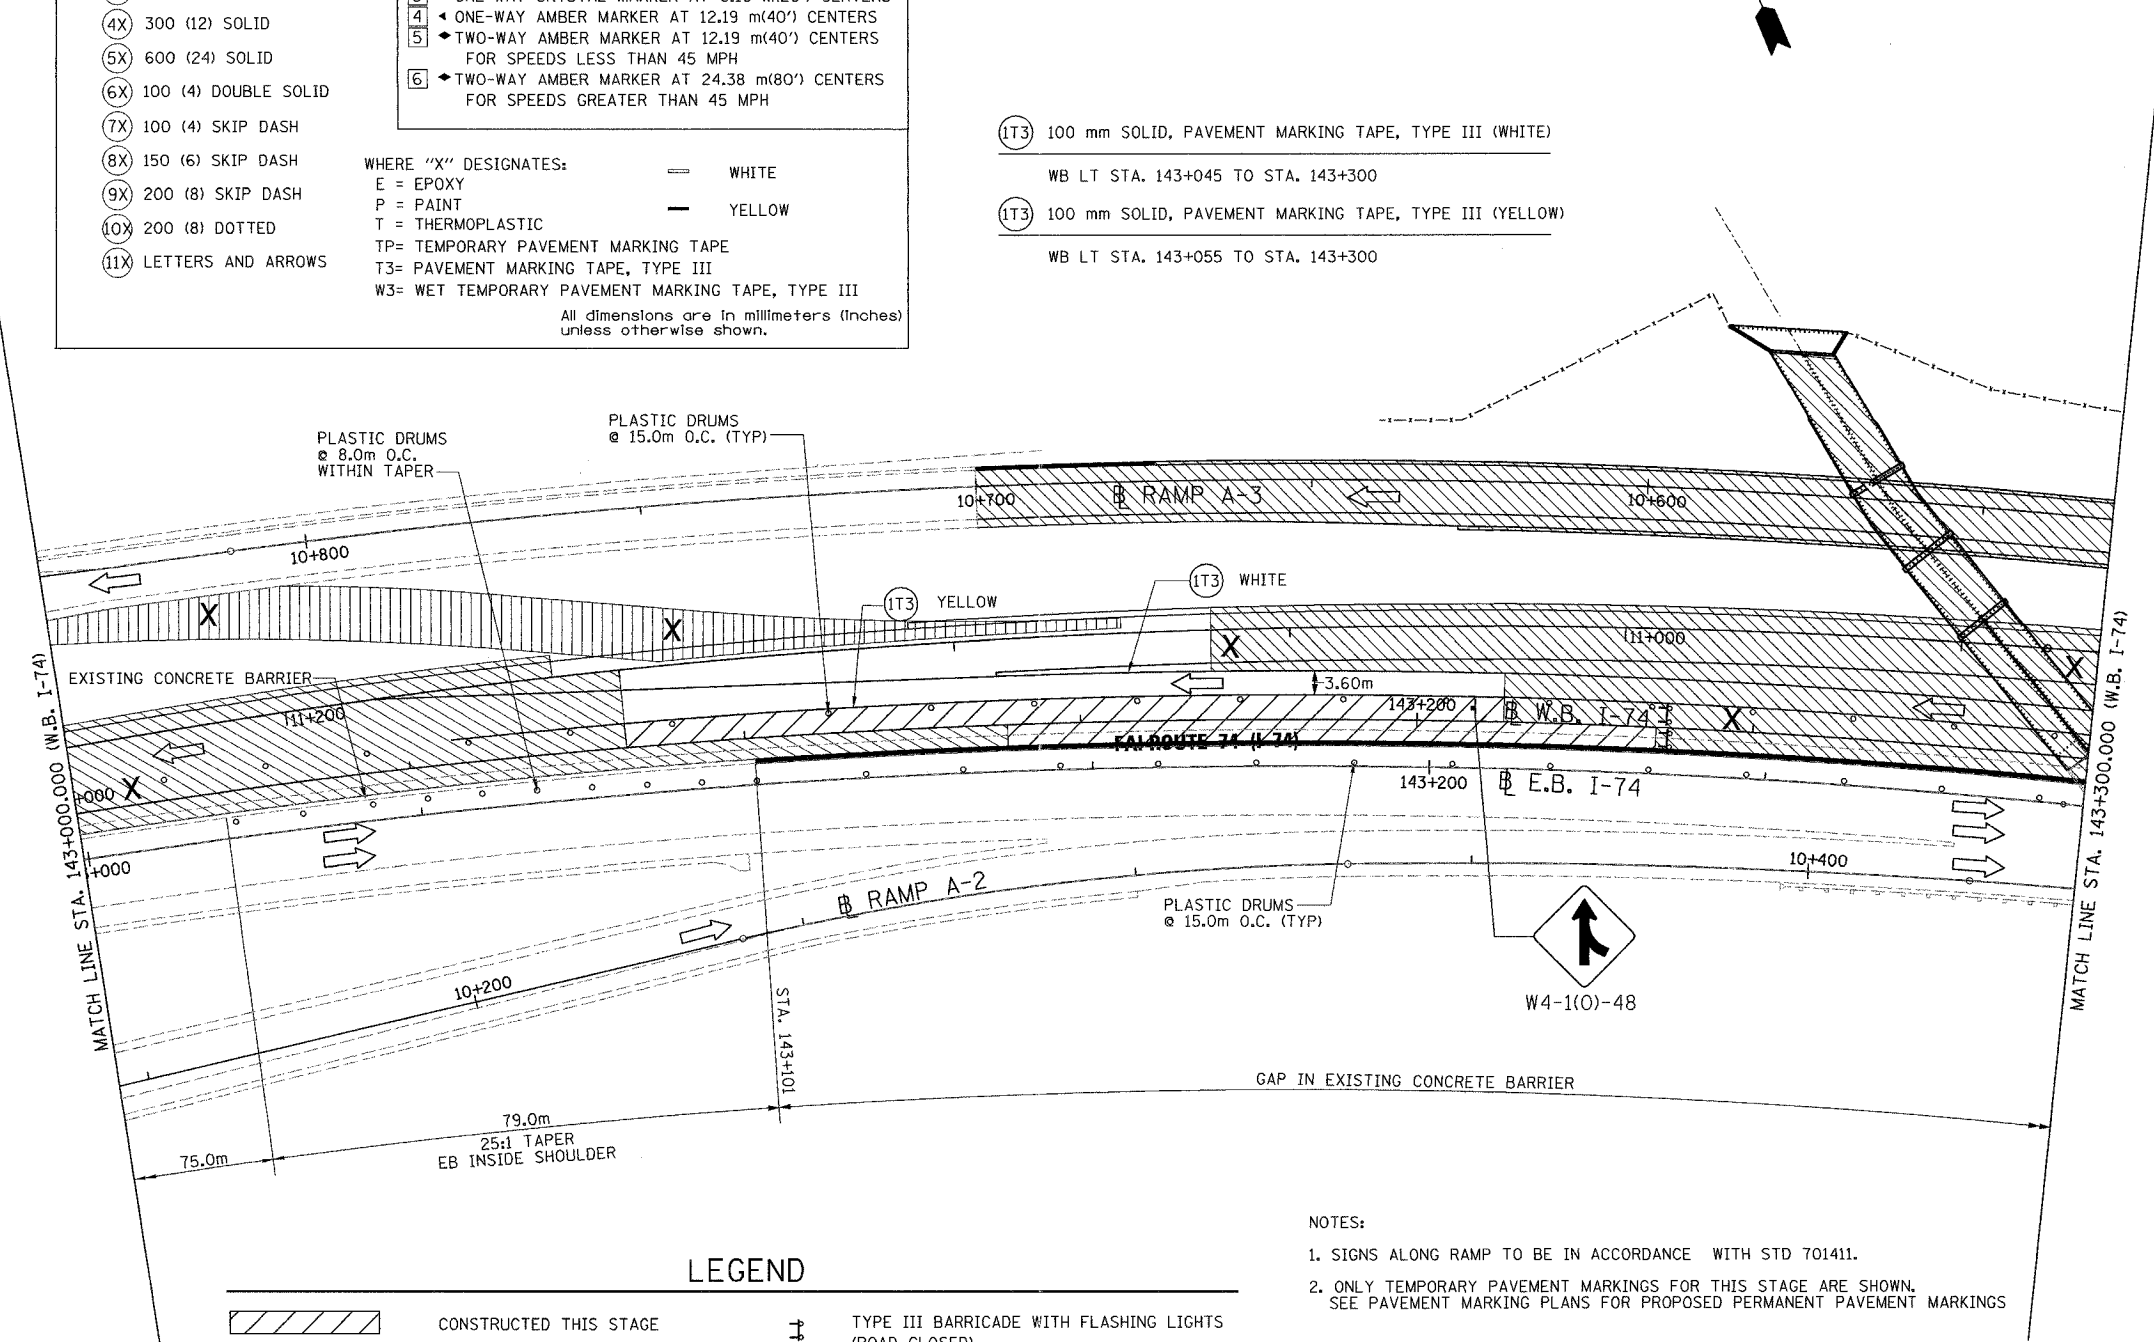 4X 300 (12) SOLID
5X 600 (24) SOLID
6X 100 (4) DOUBLE SOLID
7X 100 (4) SKIP DASH
8X 150 (6) SKIP DASH
9X 200 (8) SKIP DASH
10X 200 (8) DOTTED
11X LETTERS AND ARROWS
4 ONE-WAY AMBER MARKER AT 12.19 m(40') CENTERS
5 TWO-WAY AMBER MARKER AT 12.19 m(40') CENTERS
FOR SPEEDS LESS THAN 45 MPH
6 TWO-WAY AMBER MARKER AT 24.38 m(80') CENTERS
FOR SPEEDS GREATER THAN 45 MPH
WHERE "X" DESIGNATES:
E = EPOXY
P = PAINT
T = THERMOPLASTIC
TP= TEMPORARY PAVEMENT MARKING TAPE
T3= PAVEMENT MARKING TAPE, TYPE III
W3= WET TEMPORARY PAVEMENT MARKING TAPE, TYPE III
WHITE
YELLOW
All dimensions are in millimeters (inches)
unless otherwise shown.
1T3 100 mm SOLID, PAVEMENT MARKING TAPE, TYPE III (WHITE)
WB LT STA. 143+045 TO STA. 143+300
1T3 100 mm SOLID, PAVEMENT MARKING TAPE, TYPE III (YELLOW)
WB LT STA. 143+055 TO STA. 143+300
PLASTIC DRUMS
@ 8.0m O.C.
WITHIN TAPER
PLASTIC DRUMS
@ 15.0m O.C. (TYP)
10+800
10+700
℄ RAMP A-3
10+600
X
X
1T3 YELLOW
1T3 WHITE
X
11+000
X
EXISTING CONCRETE BARRIER
11+200
3.60m
143+200
℄ W.B. I-74
X
FAI ROUTE 74 (I-74)
X
+000
143+200
℄ E.B. I-74
+000
10+400
℄ RAMP A-2
10+200
PLASTIC DRUMS
@ 15.0m O.C. (TYP)
W4-1(O)-48
MATCH LINE STA. 143+000.000 (W.B. I-74)
MATCH LINE STA. 143+300.000 (W.B. I-74)
STA. 143+101
GAP IN EXISTING CONCRETE BARRIER
79.0m
25:1 TAPER
EB INSIDE SHOULDER
75.0m
NOTES:
1. SIGNS ALONG RAMP TO BE IN ACCORDANCE WITH STD 701411.
2. ONLY TEMPORARY PAVEMENT MARKINGS FOR THIS STAGE ARE SHOWN.
SEE PAVEMENT MARKING PLANS FOR PROPOSED PERMANENT PAVEMENT MARKINGS
LEGEND
CONSTRUCTED THIS STAGE
TYPE III BARRICADE WITH FLASHING LIGHTS